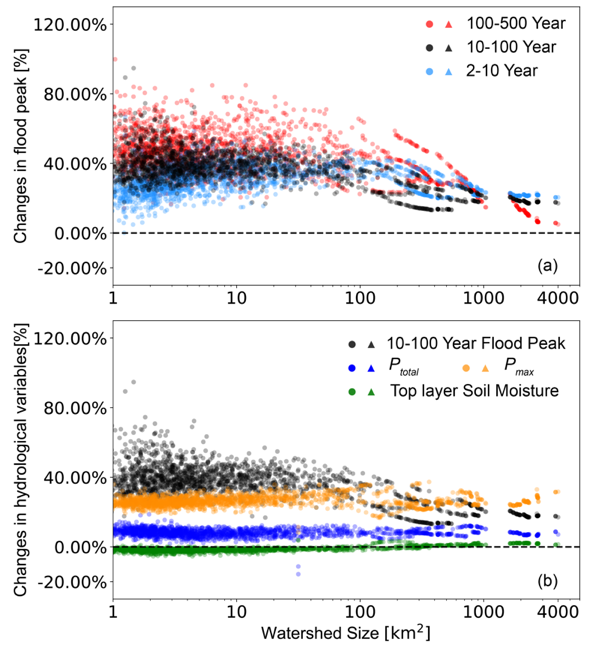 120.00%
80.00%
40.00%
0.00%
-20.00%
Changes in flood peak [%]
100-500 Year
10-100 Year
2-10 Year
(a)
1 10 100 1000 4000
120.00%
80.00%
40.00%
0.00%
-20.00%
Changes in hydrological variables[%]
10-100 Year Flood Peak
Ptotal Pmax
Top layer Soil Moisture
(b)
1 10 100 1000 4000
Watershed Size [km²]